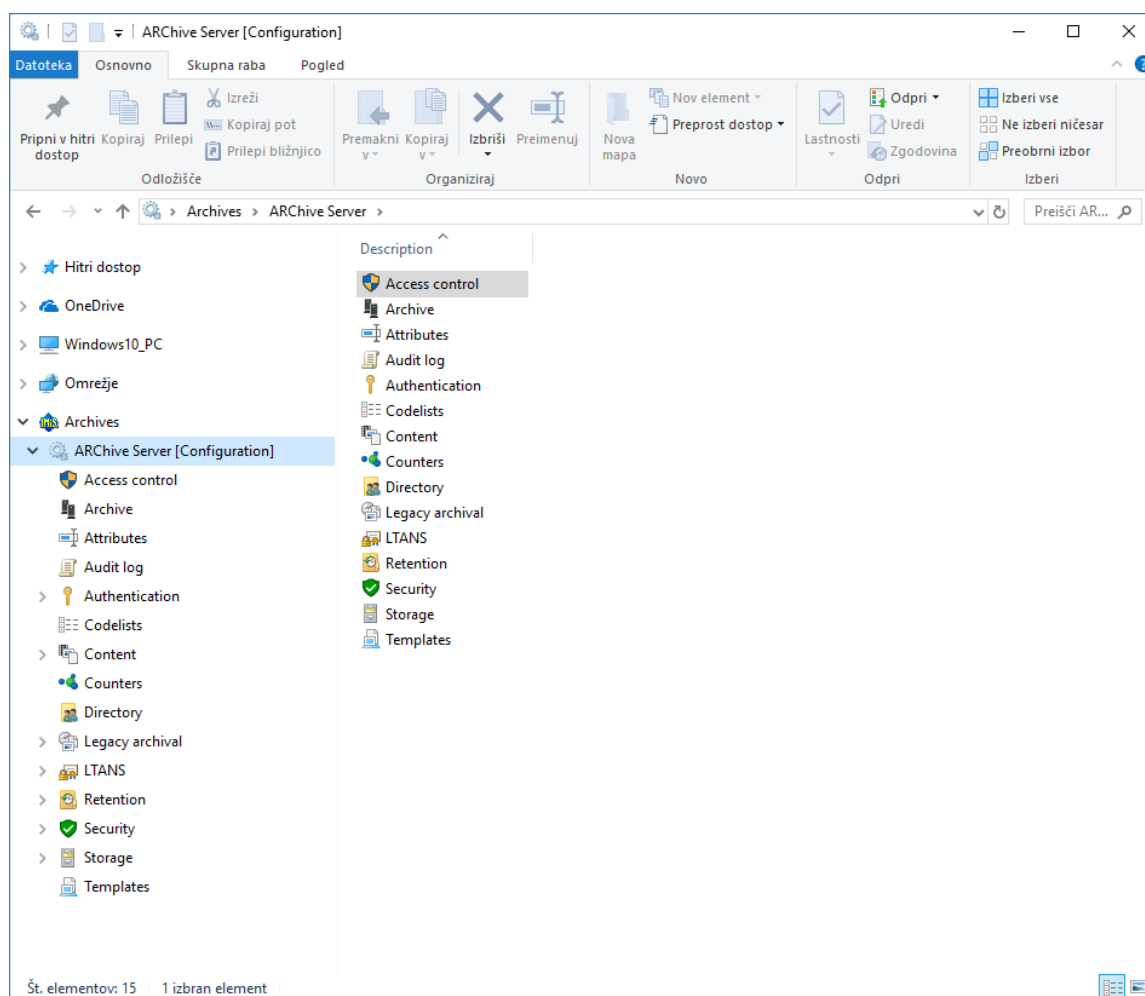 ARChive Server [Configuration]
Datoteka Osnovno Skupna raba Pogled
Pripni v hitri dostop
Kopiraj
Prilepi
Izreži
Kopiraj pot
Prilepi bližnjico
Odložišče
Premakni v
Kopiraj v
Izbriši
Preimenuj
Organiziraj
Nova mapa
Nov element
Preprost dostop
Novo
Lastnosti
Odpri
Uredi
Zgodovina
Odpri
Izberi vse
Ne izberi ničesar
Preobrni izbor
Izberi
Archives > ARChive Server >
Preišči AR...
Hitri dostop
OneDrive
Windows10_PC
Omrežje
Archives
ARChive Server [Configuration]
Access control
Archive
Attributes
Audit log
Authentication
Codelists
Content
Counters
Directory
Legacy archival
LTANS
Retention
Security
Storage
Templates
Description
Access control
Archive
Attributes
Audit log
Authentication
Codelists
Content
Counters
Directory
Legacy archival
LTANS
Retention
Security
Storage
Templates
Št. elementov: 15 1 izbran element